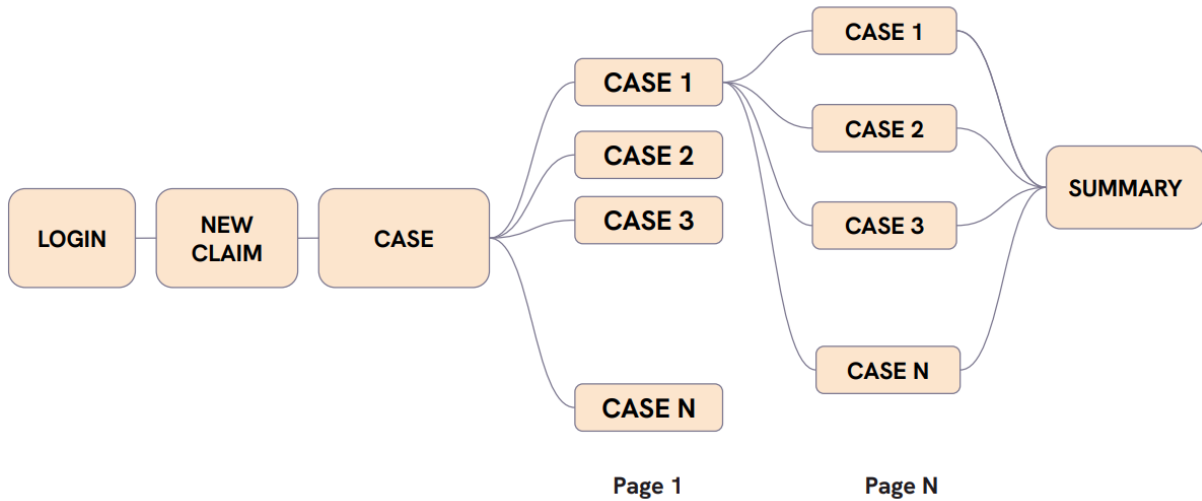 LOGIN
NEW
CLAIM
CASE
CASE 1
CASE 2
CASE 3
CASE N
Page 1
CASE 1
CASE 2
CASE 3
CASE N
Page N
SUMMARY